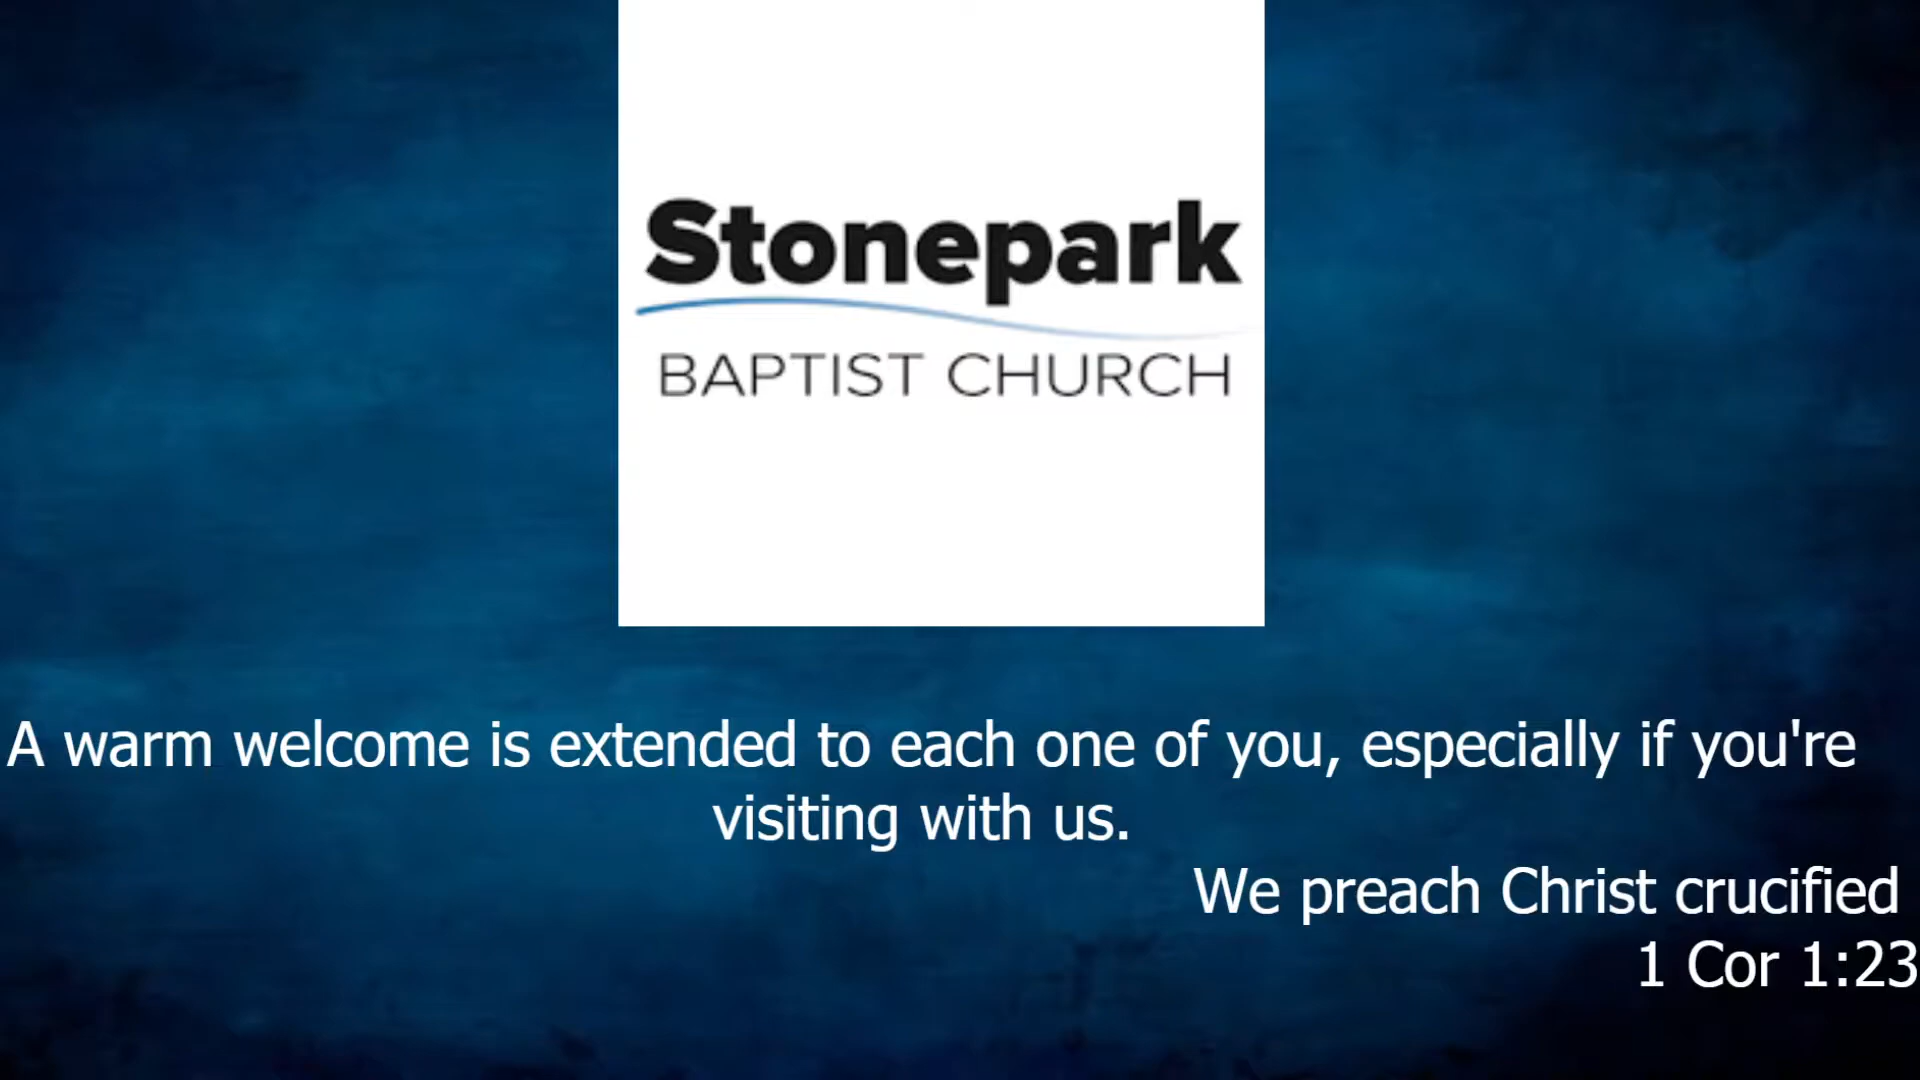 Stonepark
BAPTIST CHURCH
A warm welcome is extended to each one of you, especially if you're
visiting with us.
We preach Christ crucified
1 Cor 1:23